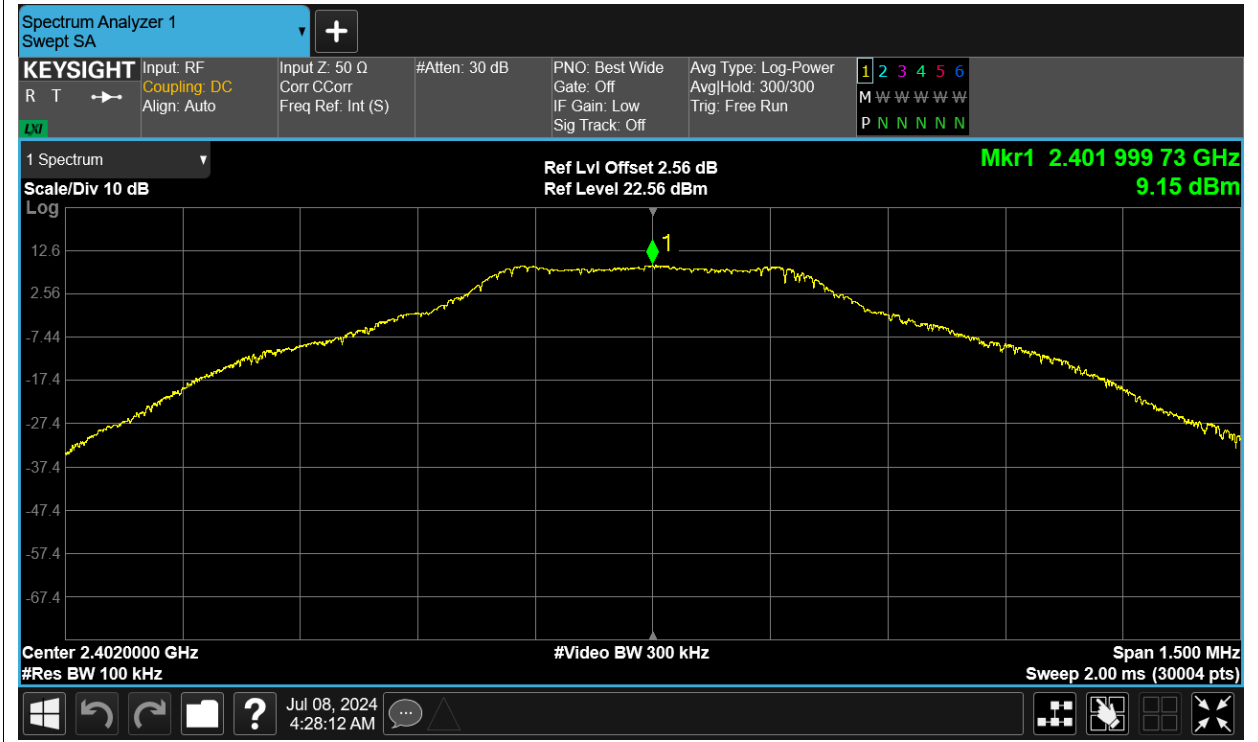 Spectrum Analyzer 1
Swept SA
+
KEYSIGHT
R T
LXI
Input: RF
Coupling: DC
Align: Auto
Input Z: 50 Ω
Corr CCorr
Freq Ref: Int (S)
#Atten: 30 dB
PNO: Best Wide
Gate: Off
IF Gain: Low
Sig Track: Off
Avg Type: Log-Power
Avg|Hold: 300/300
Trig: Free Run
1 2 3 4 5 6
M W W W W W W
P N N N N N N
1 Spectrum
Scale/Div 10 dB
Log
Ref Lvl Offset 2.56 dB
Ref Level 22.56 dBm
Mkr1 2.401 999 73 GHz
9.15 dBm
1
12.6
2.56
-7.44
-17.4
-27.4
-37.4
-47.4
-57.4
-67.4
Center 2.4020000 GHz
#Res BW 100 kHz
#Video BW 300 kHz
Span 1.500 MHz
Sweep 2.00 ms (30004 pts)
?
Jul 08, 2024
4:28:12 AM